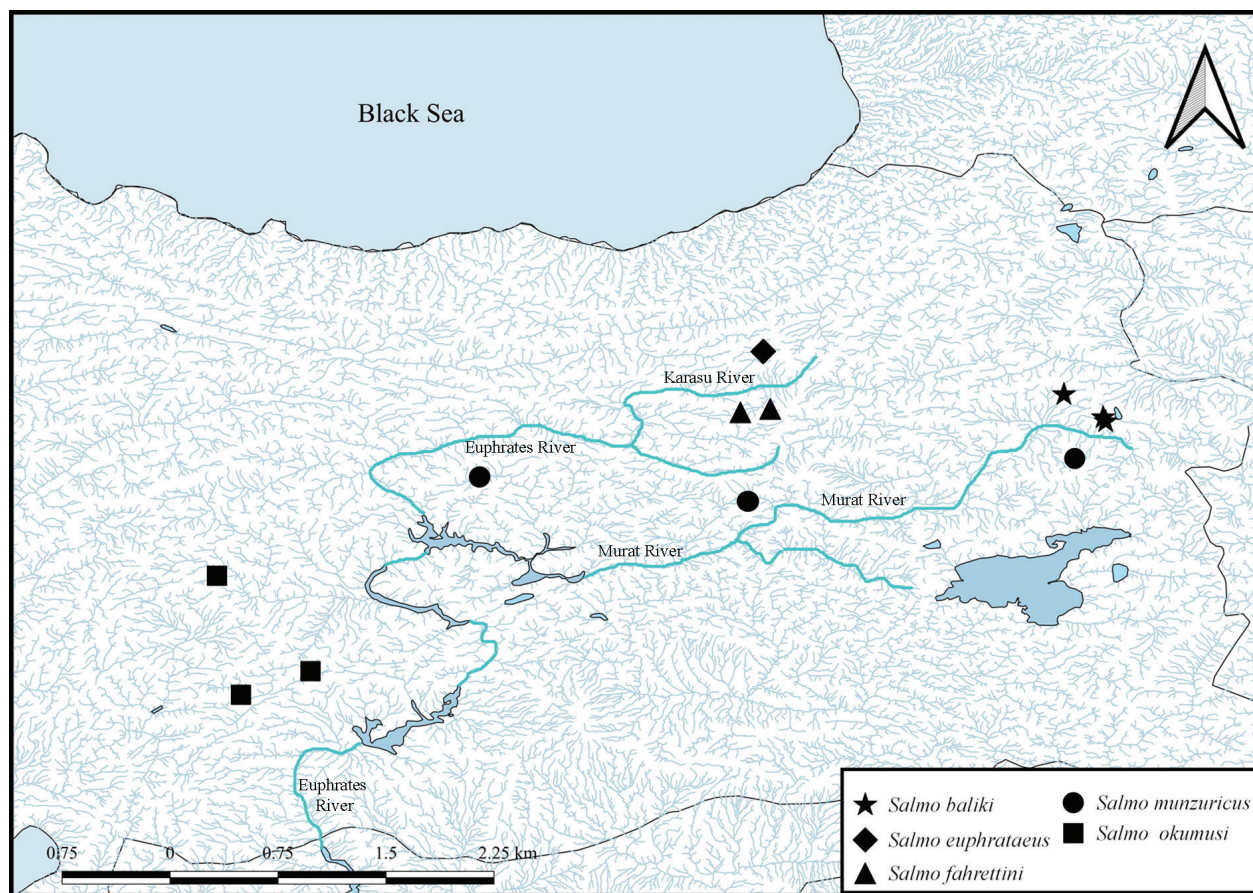 Black Sea
Karasu River
Euphrates River
Murat River
Murat River
Euphrates
River
0.75 0 0.75 1.5 2.25 km
Salmo baliki
Salmo euphrataeus
Salmo fahrettini
Salmo munzuricus
Salmo okumusi